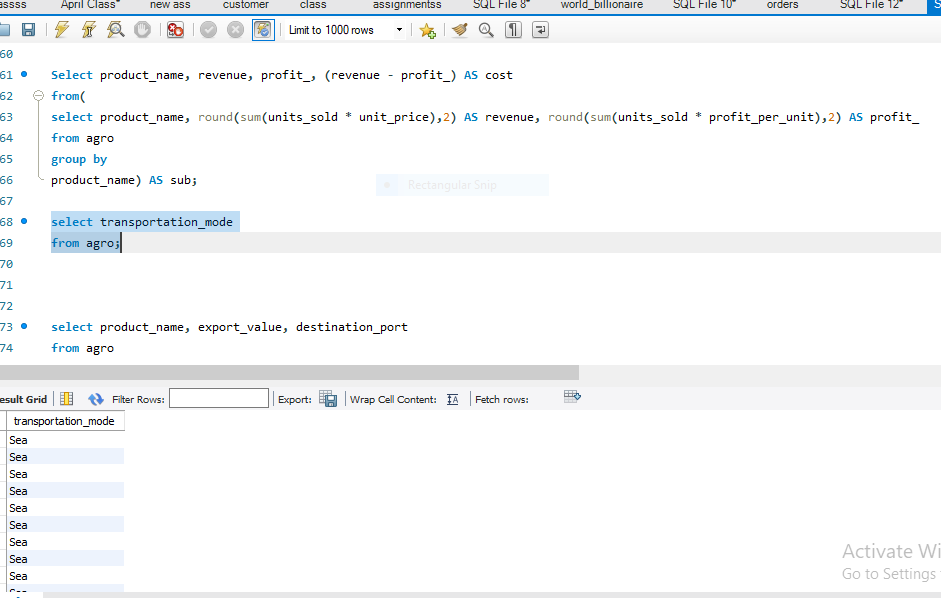 assss April Class* new ass customer class assignmentss SQL File 8* world_billionaire SQL File 10* orders SQL File 12* S
Limit to 1000 rows
60
61 Select product_name, revenue, profit_, (revenue - profit_) AS cost
62 from(
63 select product_name, round(sum(units_sold * unit_price),2) AS revenue, round(sum(units_sold * profit_per_unit),2) AS profit_
64 from agro
65 group by
66 product_name) AS sub;
Rectangular Snip
67
68 select transportation_mode
69 from agro;
70
71
72
73 select product_name, export_value, destination_port
74 from agro
esult Grid Filter Rows: Export: Wrap Cell Content: IA Fetch rows:
transportation_mode
Sea
Sea
Sea
Sea
Sea
Sea
Sea
Sea
Sea
Sea
Activate Wi
Go to Settings